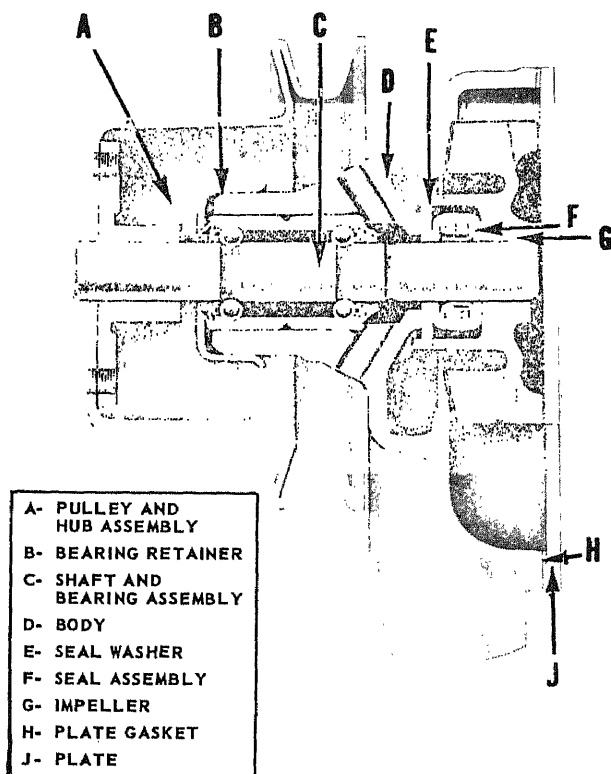 A
B
C
D
E
F
G
H
J
A- PULLEY AND
HUB ASSEMBLY
B- BEARING RETAINER
C- SHAFT AND
BEARING ASSEMBLY
D- BODY
E- SEAL WASHER
F- SEAL ASSEMBLY
G- IMPELLER
H- PLATE GASKET
J- PLATE